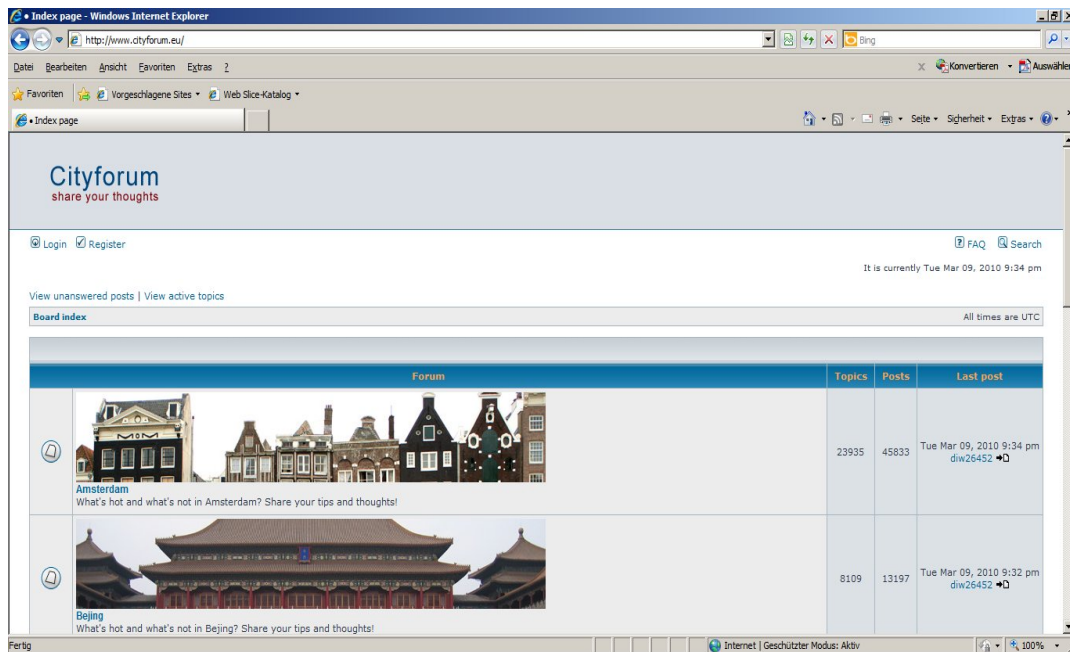 • Index page - Windows Internet Explorer
http://www.cityforum.eu/
Bing
Datei Bearbeiten Ansicht Favoriten Extras ?
x Konvertieren Auswählen
Favoriten Vorgeschlagene Sites Web Slice-Katalog
• Index page
Seite Sicherheit Extras
Cityforum
share your thoughts
Login Register
FAQ Search
It is currently Tue Mar 09, 2010 9:34 pm
View unanswered posts | View active topics
Board index
All times are UTC
Forum Topics Posts Last post
Amsterdam
What's hot and what's not in Amsterdam? Share your tips and thoughts!
23935 45833 Tue Mar 09, 2010 9:34 pm
diw26452
Bejing
What's hot and what's not in Bejing? Share your tips and thoughts!
8109 13197 Tue Mar 09, 2010 9:32 pm
diw26452
Fertig
Internet | Geschützter Modus: Aktiv
100%